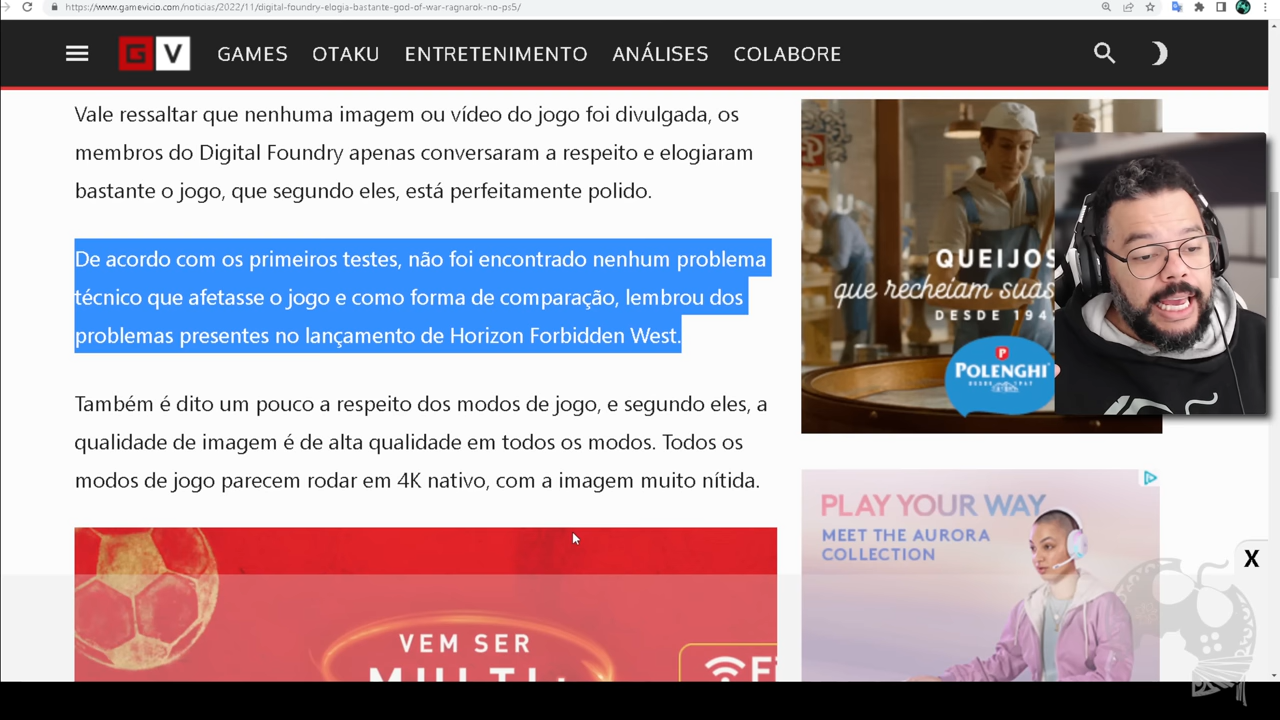 https://www.gamevicio.com/noticias/2022/11/digital-foundry-elogia-bastante-god-of-war-ragnarok-no-ps5/
G V GAMES OTAKU ENTRETENIMENTO ANÁLISES COLABORE
Vale ressaltar que nenhuma imagem ou vídeo do jogo foi divulgada, os
membros do Digital Foundry apenas conversaram a respeito e elogiaram
bastante o jogo, que segundo eles, está perfeitamente polido.
De acordo com os primeiros testes, não foi encontrado nenhum problema
técnico que afetasse o jogo e como forma de comparação, lembrou dos
problemas presentes no lançamento de Horizon Forbidden West.
Também é dito um pouco a respeito dos modos de jogo, e segundo eles, a
qualidade de imagem é de alta qualidade em todos os modos. Todos os
modos de jogo parecem rodar em 4K nativo, com a imagem muito nítida.
QUEIJOS
que recheiam suas
DESDE 194
POLENGHI
PLAY YOUR WAY
MEET THE AURORA
COLLECTION
X
VEM SER
MULTI+